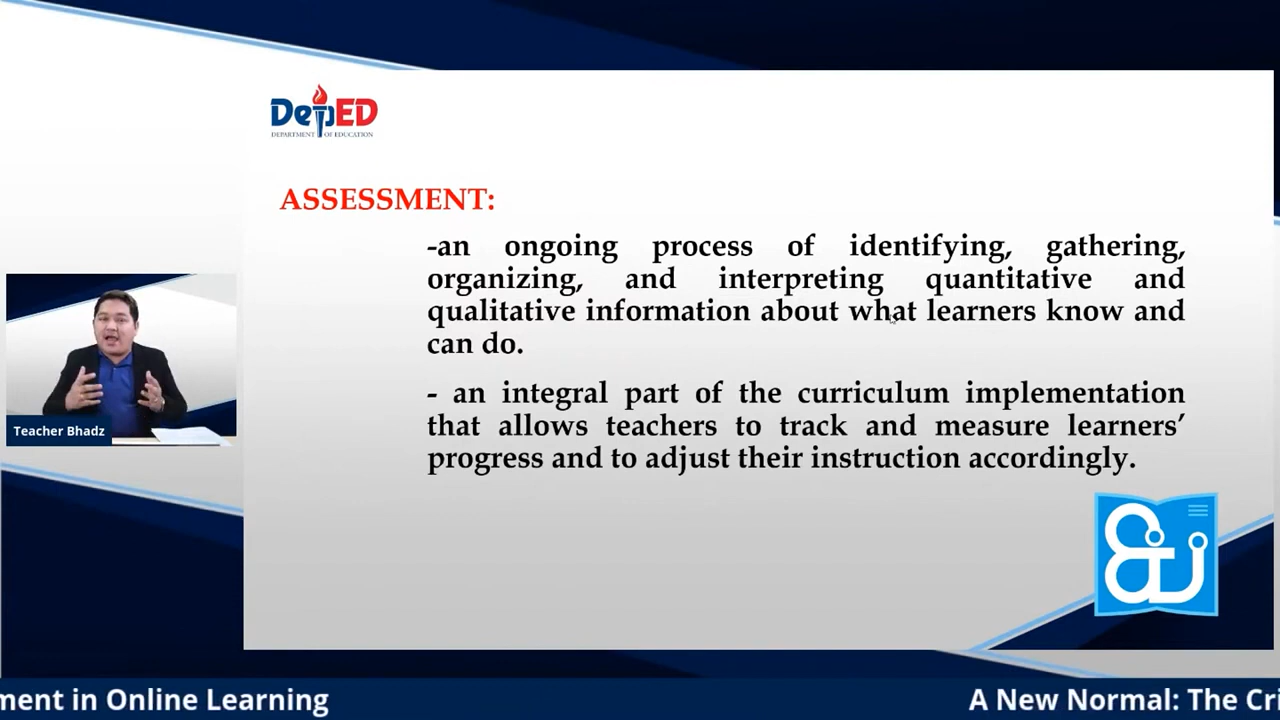 DepED
DEPARTMENT OF EDUCATION
ASSESSMENT:
-an ongoing process of identifying, gathering,
organizing, and interpreting quantitative and
qualitative information about what learners know and
can do.
- an integral part of the curriculum implementation
that allows teachers to track and measure learners’
progress and to adjust their instruction accordingly.
Teacher Bhadz
ment in Online Learning
A New Normal: The Cri